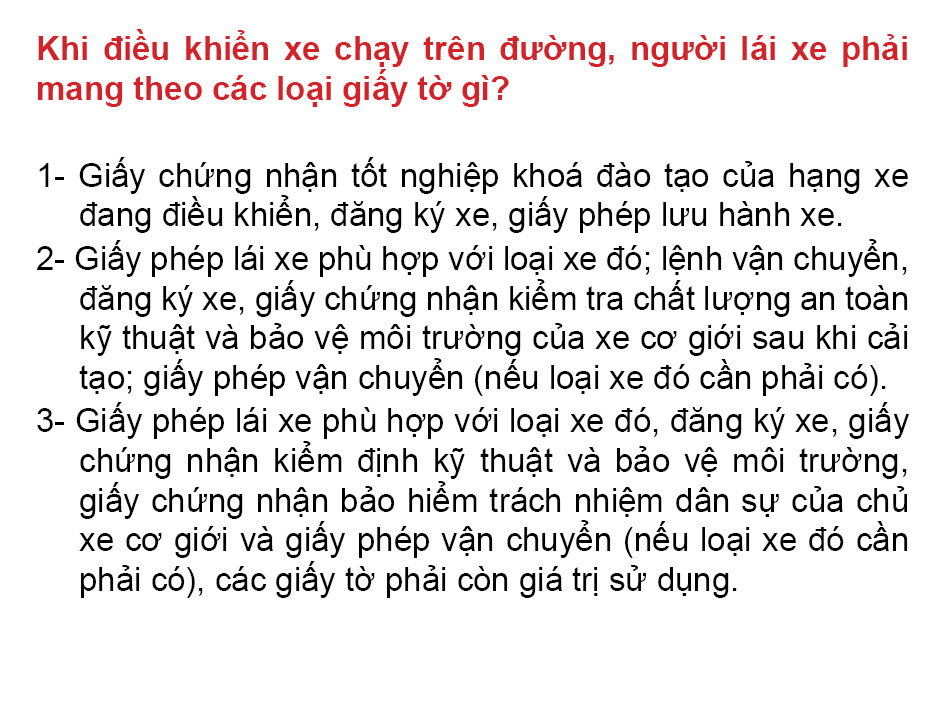 Khi điều khiển xe chạy trên đường, người lái xe phải
mang theo các loại giấy tờ gì?
1- Giấy chứng nhận tốt nghiệp khoá đào tạo của hạng xe
đang điều khiển, đăng ký xe, giấy phép lưu hành xe.
2- Giấy phép lái xe phù hợp với loại xe đó; lệnh vận chuyển,
đăng ký xe, giấy chứng nhận kiểm tra chất lượng an toàn
kỹ thuật và bảo vệ môi trường của xe cơ giới sau khi cải
tạo; giấy phép vận chuyển (nếu loại xe đó cần phải có).
3- Giấy phép lái xe phù hợp với loại xe đó, đăng ký xe, giấy
chứng nhận kiểm định kỹ thuật và bảo vệ môi trường,
giấy chứng nhận bảo hiểm trách nhiệm dân sự của chủ
xe cơ giới và giấy phép vận chuyển (nếu loại xe đó cần
phải có), các giấy tờ phải còn giá trị sử dụng.